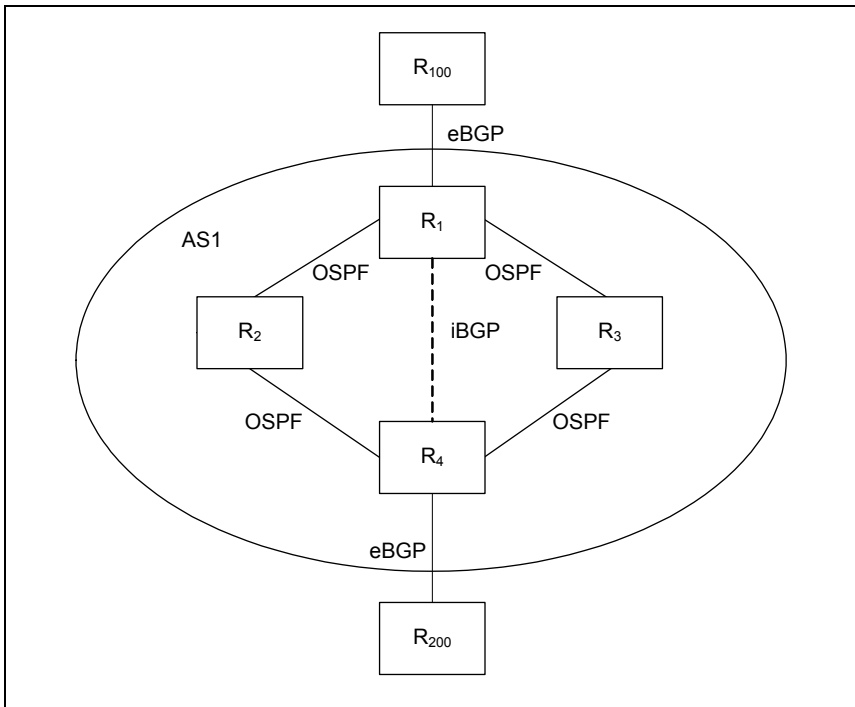 R100
eBGP
R1
AS1
OSPF
OSPF
R2
iBGP
R3
OSPF
OSPF
R4
eBGP
R200